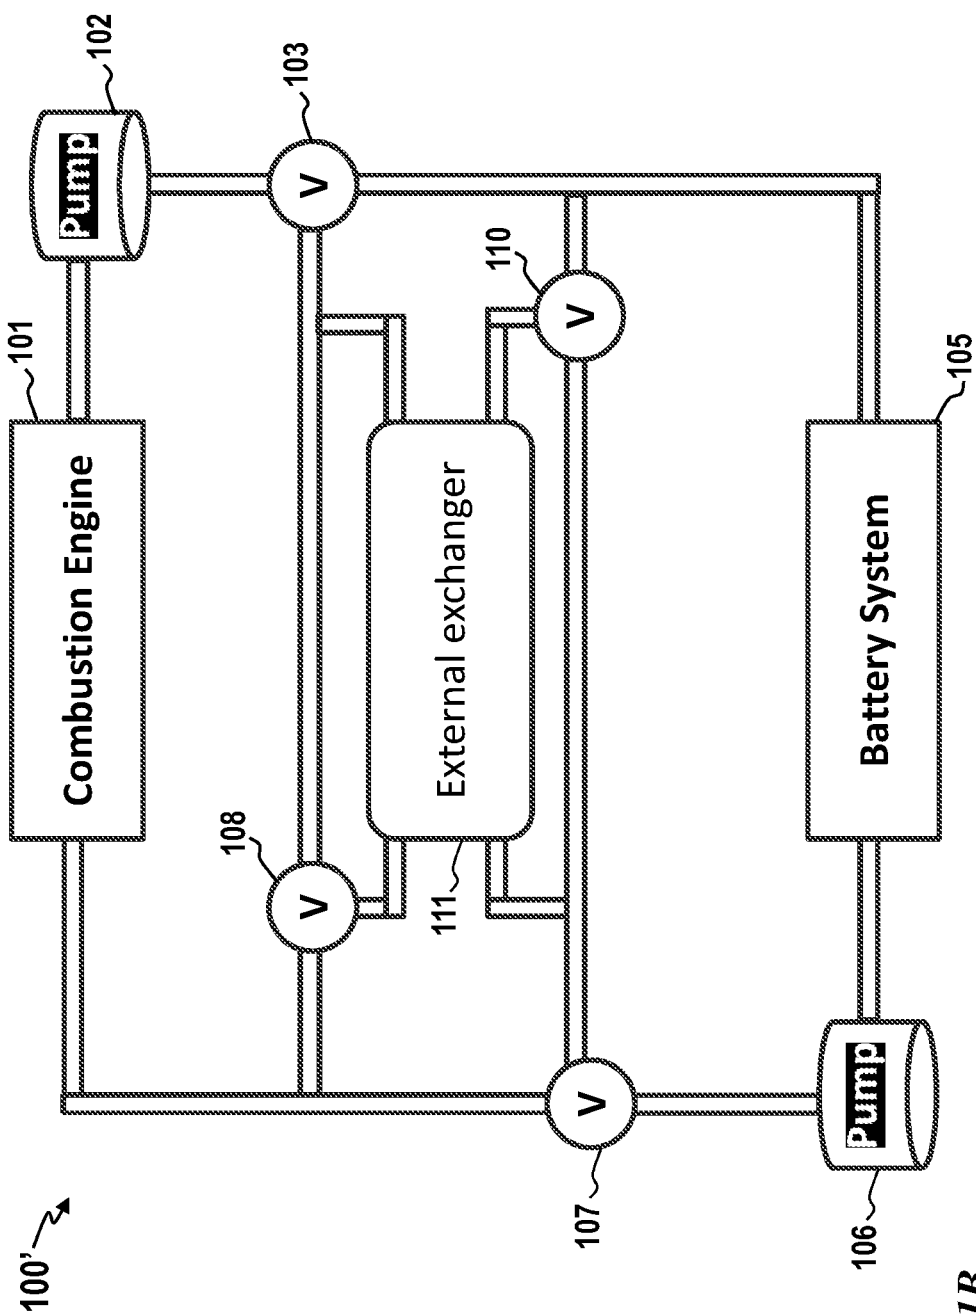 100'
101
102
Combustion Engine
Pump
108
103
V
V
111
External exchanger
110
V
V
107
Pump
Battery System
106
105
1B